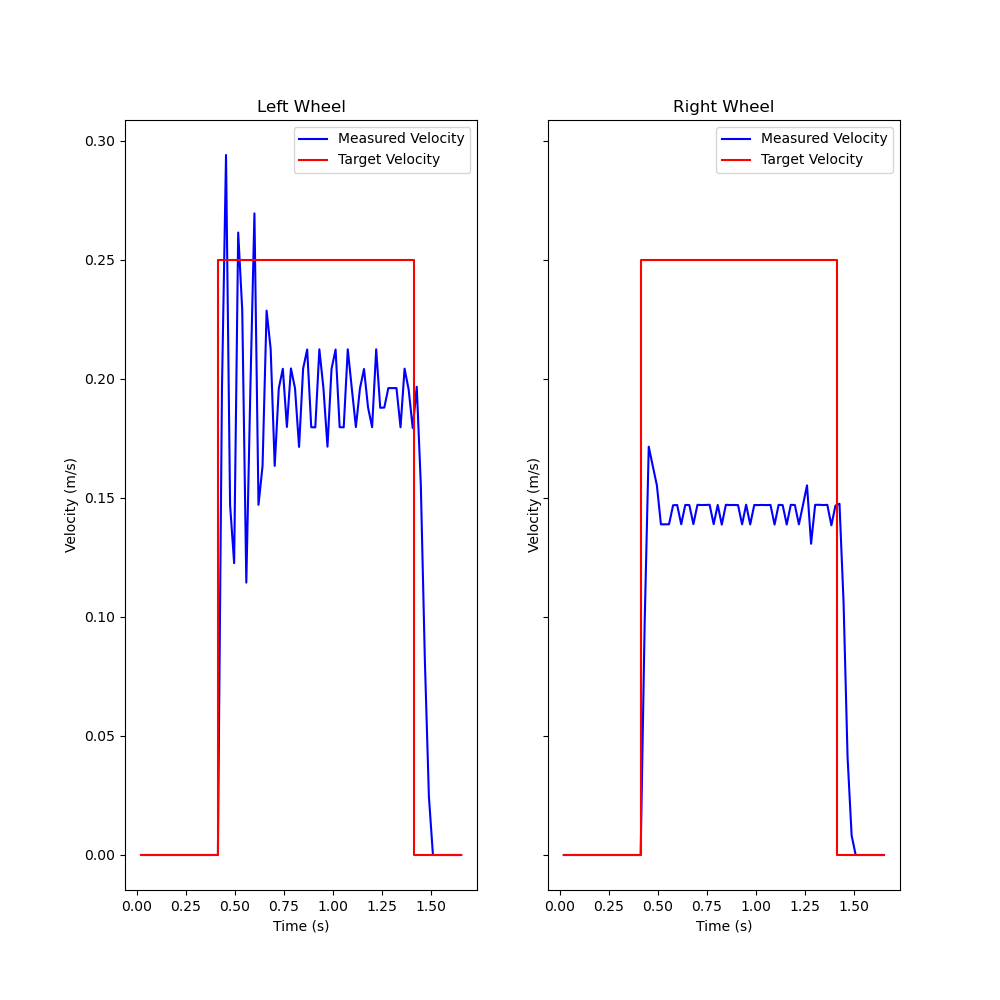 Left Wheel
Measured Velocity
Target Velocity
0.30
0.25
0.20
0.15
0.10
0.05
0.00
Velocity (m/s)
0.00 0.25 0.50 0.75 1.00 1.25 1.50
Time (s)
Right Wheel
Measured Velocity
Target Velocity
Velocity (m/s)
0.00 0.25 0.50 0.75 1.00 1.25 1.50
Time (s)